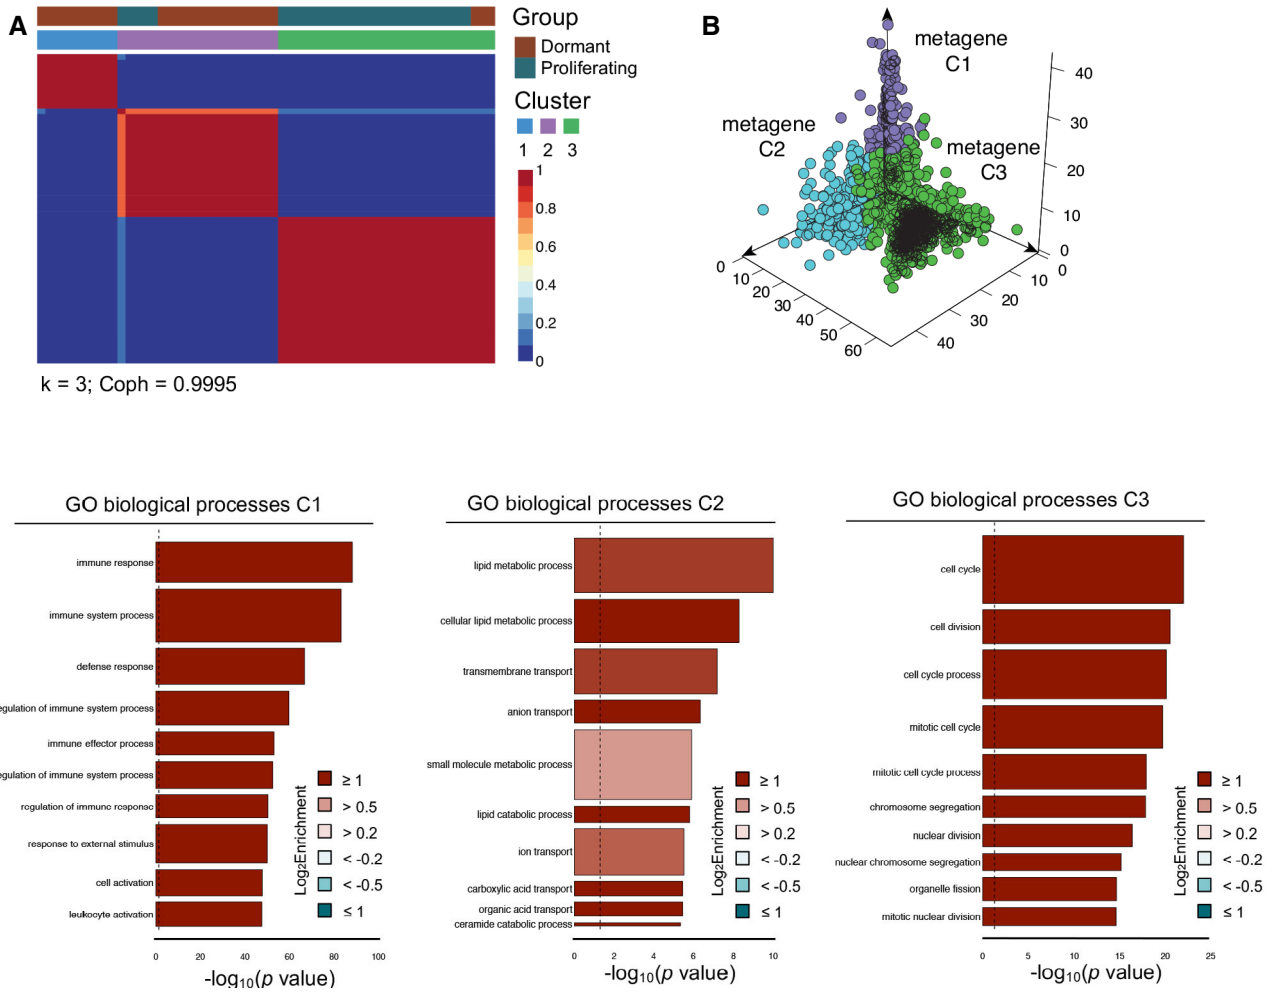 A
Group
Dormant
Proliferating
Cluster
1 2 3
1
0.8
0.6
0.4
0.2
0
k = 3; Coph = 0.9995
B
metagene
C1
metagene
C2
metagene
C3
40
30
20
10
0
0
10
20
30
40
0
10
20
30
40
50
60
GO biological processes C1
immune response
immune system process
defense response
egulation of immune system process
immune effector process
egulation of immune system process
regulation of immune response
response to external stimulus
cell activation
leukocyte activation
0 20 40 60 80 100
-log10(p value)
Log2Enrichment
≥ 1
> 0.5
> 0.2
< -0.2
< -0.5
≤ 1
GO biological processes C2
lipid metabolic process
cellular lipid metabolic process
transmembrane transport
anion transport
small molecule metabolic process
lipid catabolic process
ion transport
carboxylic acid transport
organic acid transport
ceramide catabolic process
0 2 4 6 8 10
-log10(p value)
Log2Enrichment
≥ 1
> 0.5
> 0.2
< -0.2
< -0.5
≤ 1
GO biological processes C3
cell cycle
cell division
cell cycle process
mitotic cell cycle
mitotic cell cycle process
chromosome segregation
nuclear division
nuclear chromosome segregation
organelle fission
mitotic nuclear division
0 5 10 15 20 25
-log10(p value)
Log2Enrichment
≥ 1
> 0.5
> 0.2
< -0.2
< -0.5
≤ 1